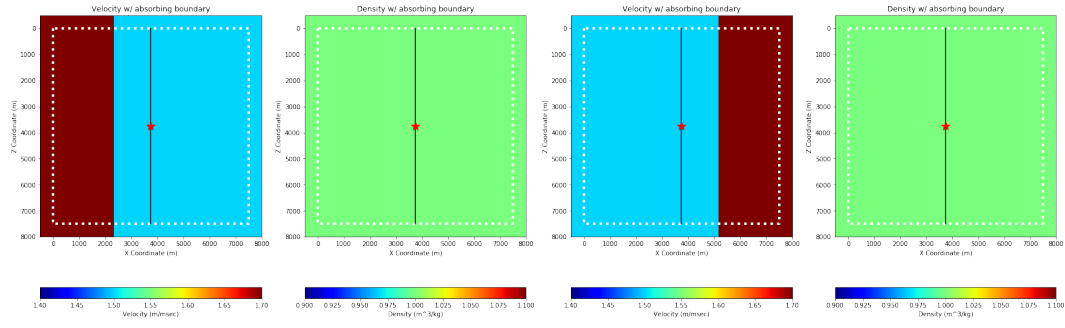 Velocity w/ absorbing boundary
0
1000
2000
3000
4000
5000
6000
7000
8000
Z Coordinate (m)
0 1000 2000 3000 4000 5000 6000 7000 8000
X Coordinate (m)
1.40 1.45 1.50 1.55 1.60 1.65 1.70
Velocity (m/msec)
Density w/ absorbing boundary
0
1000
2000
3000
4000
5000
6000
7000
8000
Z Coordinate (m)
0 1000 2000 3000 4000 5000 6000 7000 8000
X Coordinate (m)
0.900 0.925 0.950 0.975 1.000 1.025 1.050 1.075 1.100
Density (m^3/kg)
Velocity w/ absorbing boundary
0
1000
2000
3000
4000
5000
6000
7000
8000
Z Coordinate (m)
0 1000 2000 3000 4000 5000 6000 7000 8000
X Coordinate (m)
1.40 1.45 1.50 1.55 1.60 1.65 1.70
Velocity (m/msec)
Density w/ absorbing boundary
0
1000
2000
3000
4000
5000
6000
7000
8000
Z Coordinate (m)
0 1000 2000 3000 4000 5000 6000 7000 8000
X Coordinate (m)
0.900 0.925 0.950 0.975 1.000 1.025 1.050 1.075 1.100
Density (m^3/kg)